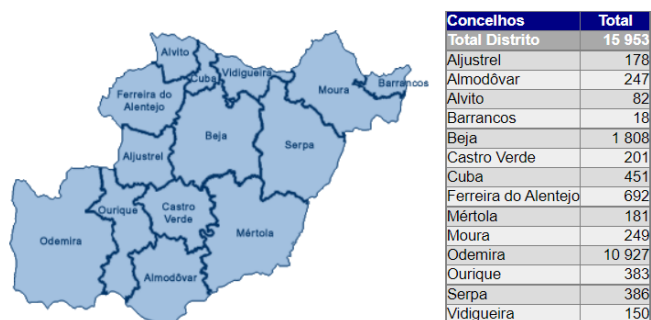 Alvito
Cuba
Vidigueira
Moura
Barrancos
Ferreira do
Alentejo
Beja
Serpa
Aljustrel
Ourique
Castro
Verde
Odemira
Mértola
Almodôvar
Concelhos Total
Total Distrito 15 953
Aljustrel 178
Almodôvar 247
Alvito 82
Barrancos 18
Beja 1 808
Castro Verde 201
Cuba 451
Ferreira do Alentejo 692
Mértola 181
Moura 249
Odemira 10 927
Ourique 383
Serpa 386
Vidigueira 150